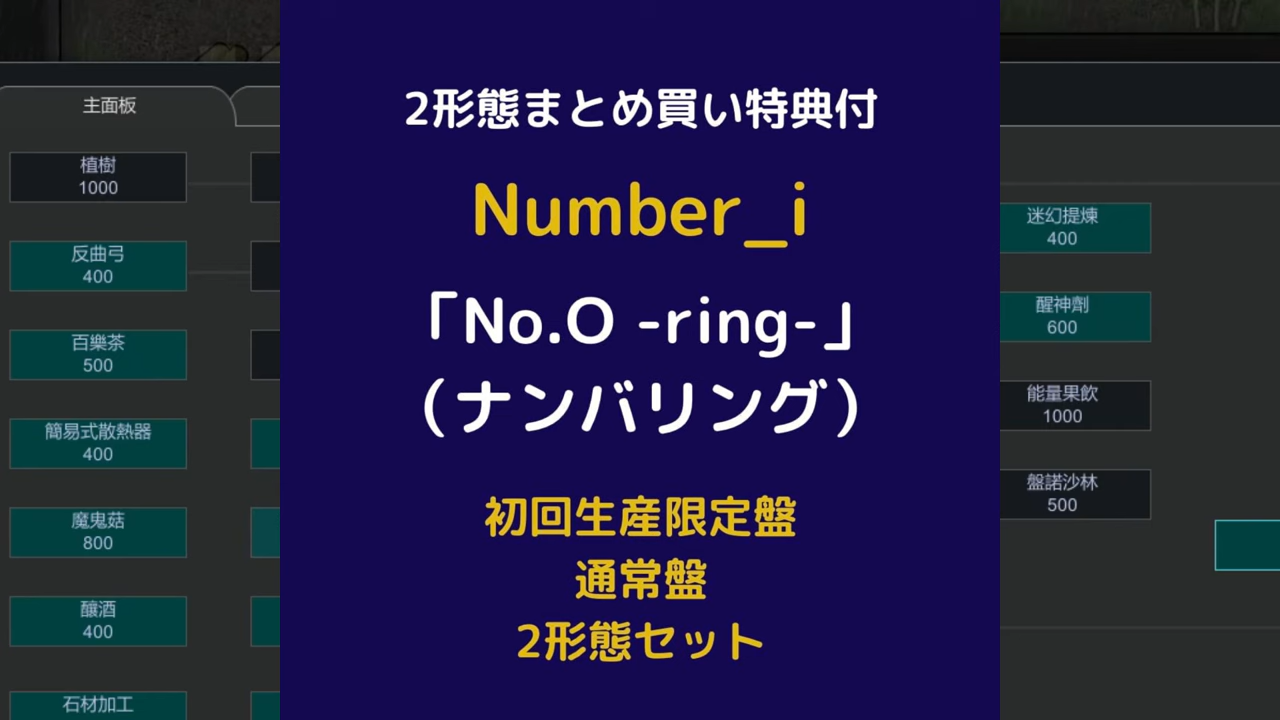 主面板
植樹
1000
反曲弓
400
百樂茶
500
簡易式散熱器
400
魔鬼菇
800
釀酒
400
石材加工
2形態まとめ買い特典付
Number_i
「No.O -ring-」
（ナンバリング）
初回生産限定盤
通常盤
2形態セット
迷幻提煉
400
醒神劑
600
能量果飲
1000
盤諾沙林
500